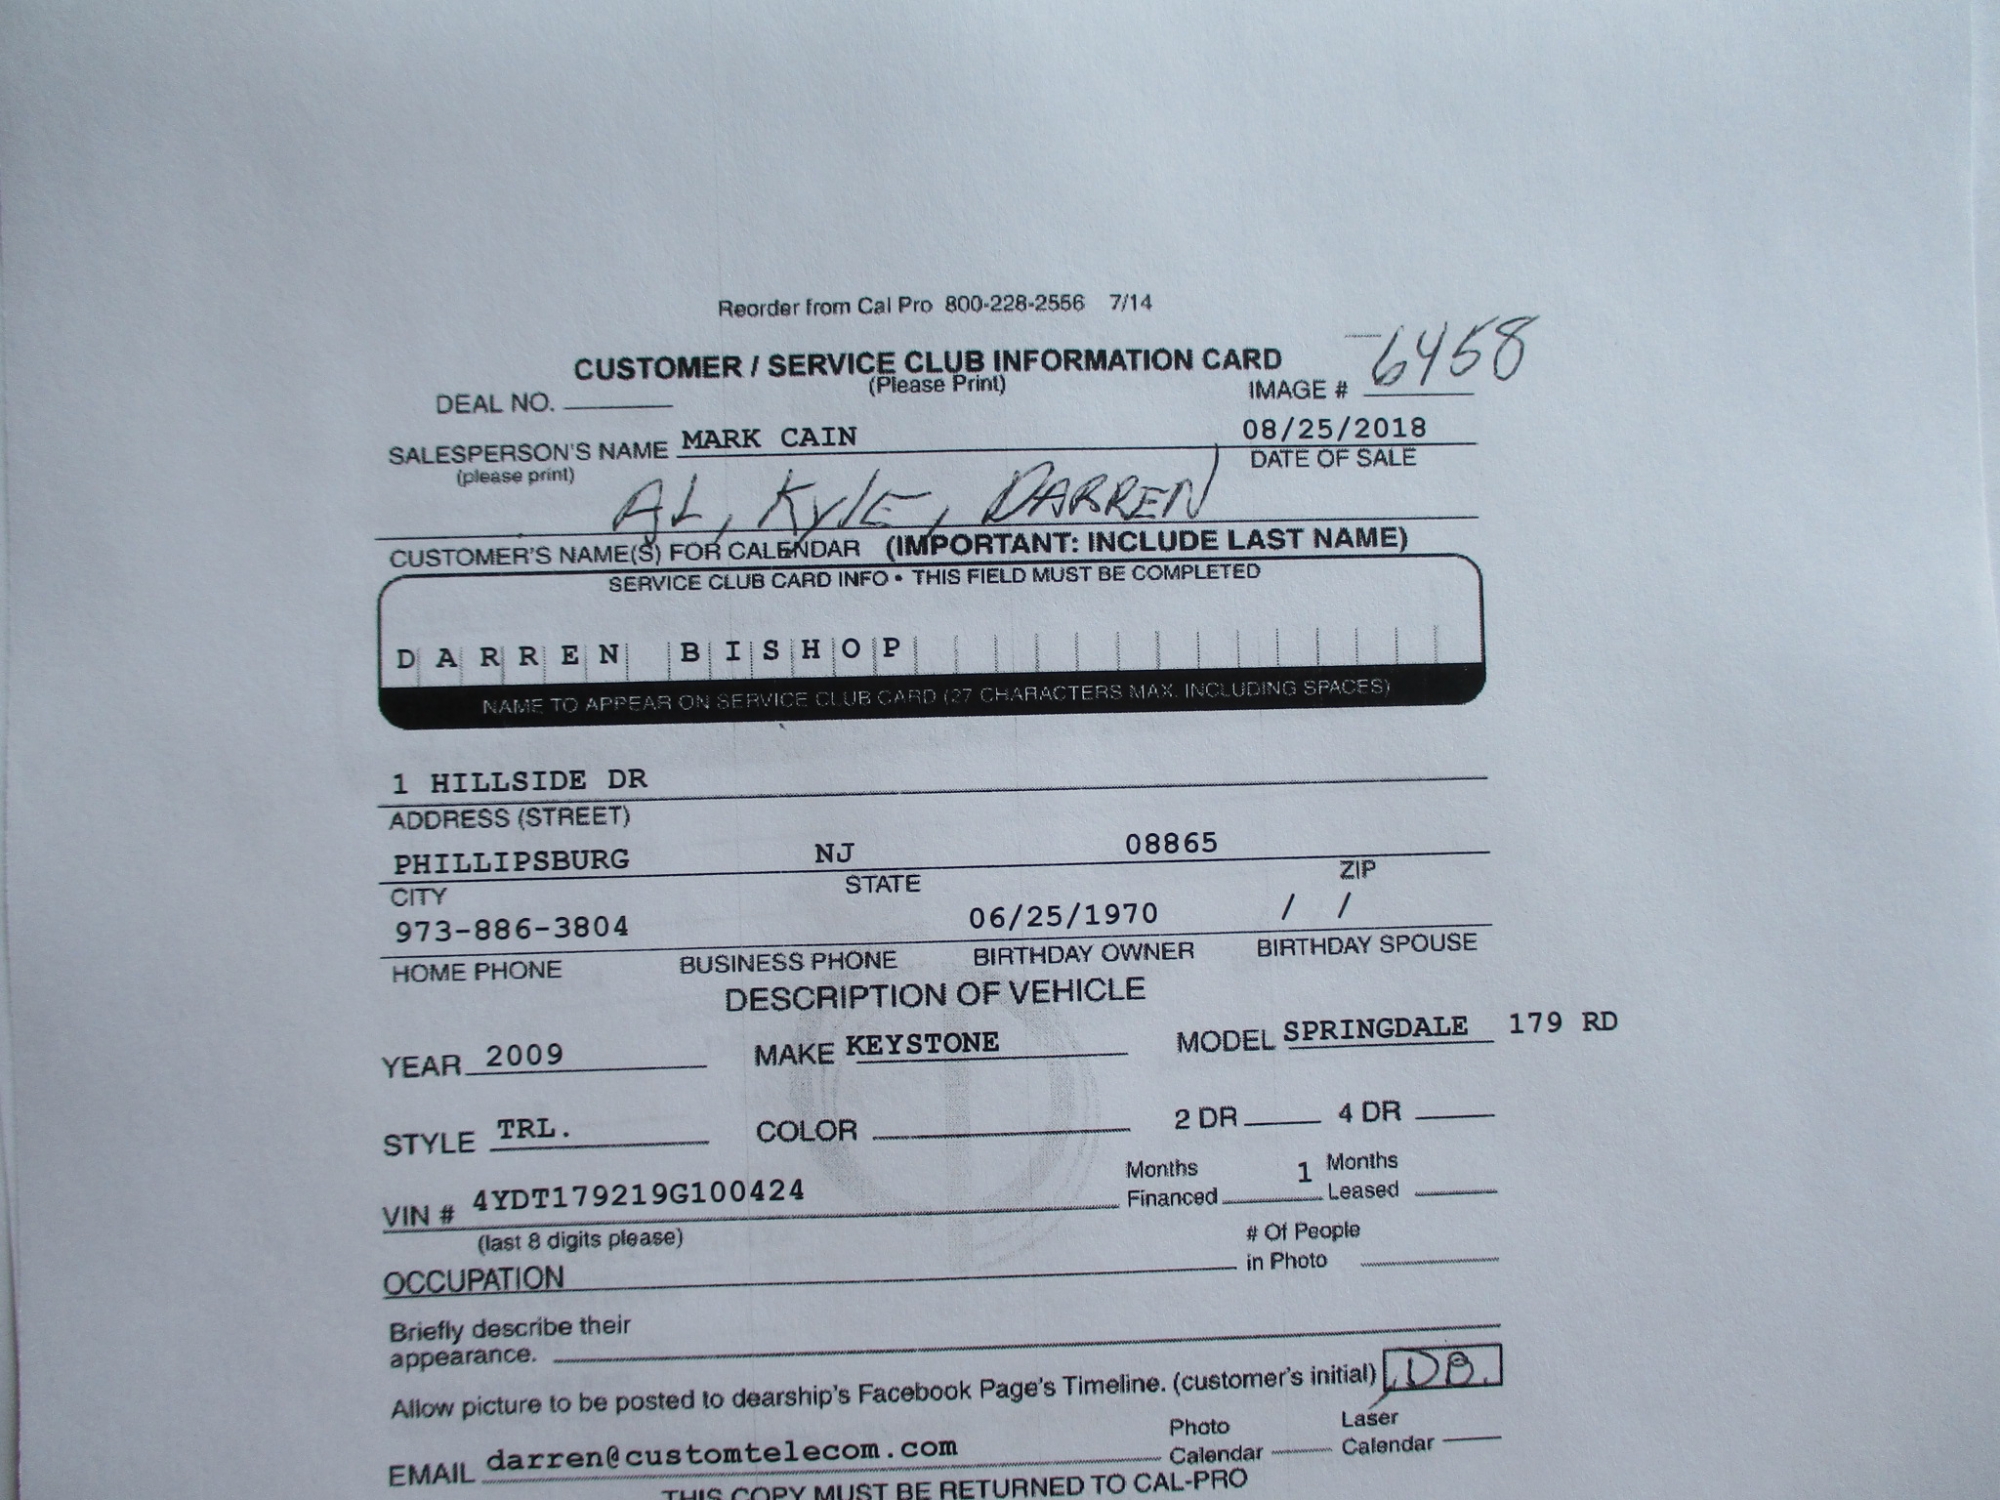 Reorder from Cal Pro 800-228-2556 7/14
CUSTOMER / SERVICE CLUB INFORMATION CARD
(Please Print)
DEAL NO.
IMAGE # 6458
SALESPERSON'S NAME MARK CAIN
(please print)
08/25/2018
DATE OF SALE
AL, KYLE, DARREN
CUSTOMER'S NAME(S) FOR CALENDAR (IMPORTANT: INCLUDE LAST NAME)
SERVICE CLUB CARD INFO • THIS FIELD MUST BE COMPLETED
DARREN BISHOP
NAME TO APPEAR ON SERVICE CLUB CARD (27 CHARACTERS MAX. INCLUDING SPACES)
1 HILLSIDE DR
ADDRESS (STREET)
PHILLIPSBURG NJ 08865
CITY STATE ZIP
973-886-3804 06/25/1970 / /
HOME PHONE BUSINESS PHONE BIRTHDAY OWNER BIRTHDAY SPOUSE
DESCRIPTION OF VEHICLE
YEAR 2009 MAKE KEYSTONE MODEL SPRINGDALE 179 RD
STYLE TRL. COLOR 2 DR 4 DR
VIN # 4YDT179219G100424
(last 8 digits please)
Months Financed 1 Months Leased
OCCUPATION
# Of People in Photo
Briefly describe their
appearance.
Allow picture to be posted to dearship's Facebook Page's Timeline. (customer's initial) DB.
EMAIL darren@customtelecom.com
Photo Calendar
Laser Calendar
THIS COPY MUST BE RETURNED TO CAL-PRO